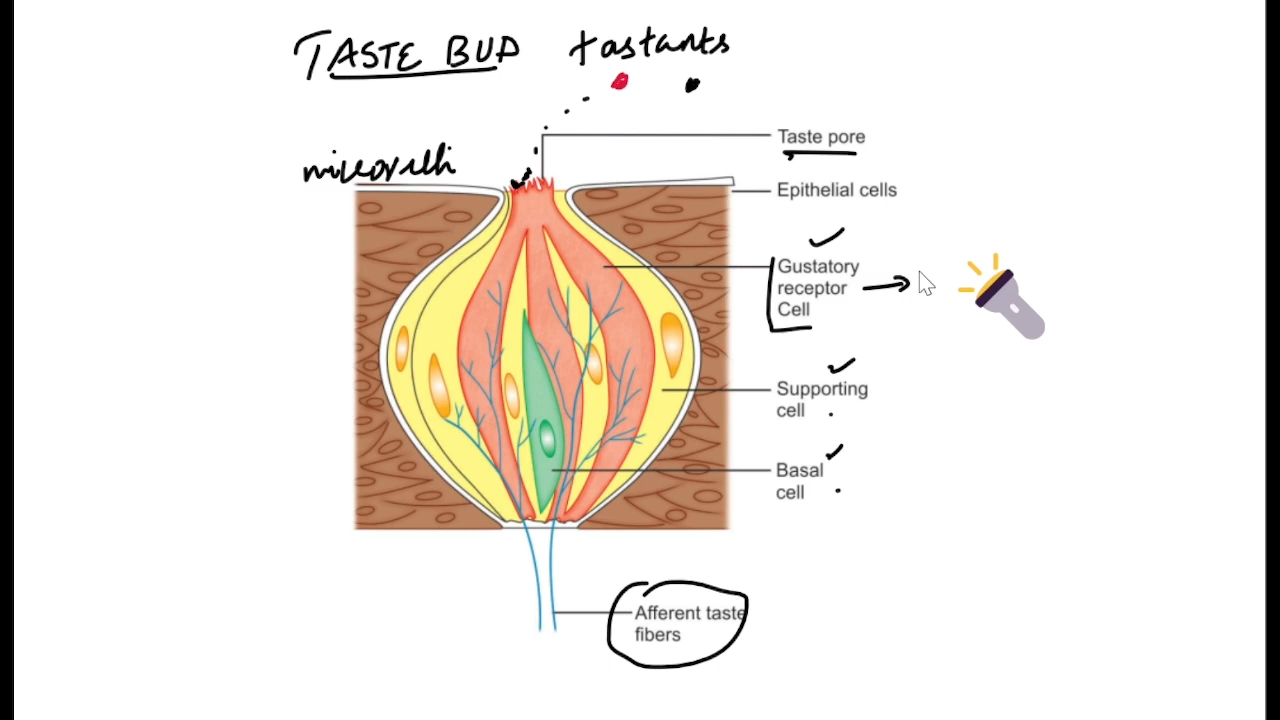 TASTE BUD tastants
Taste pore
microvilli
Epithelial cells
Gustatory
receptor
Cell
Supporting
cell
Basal
cell
Afferent taste
fibers